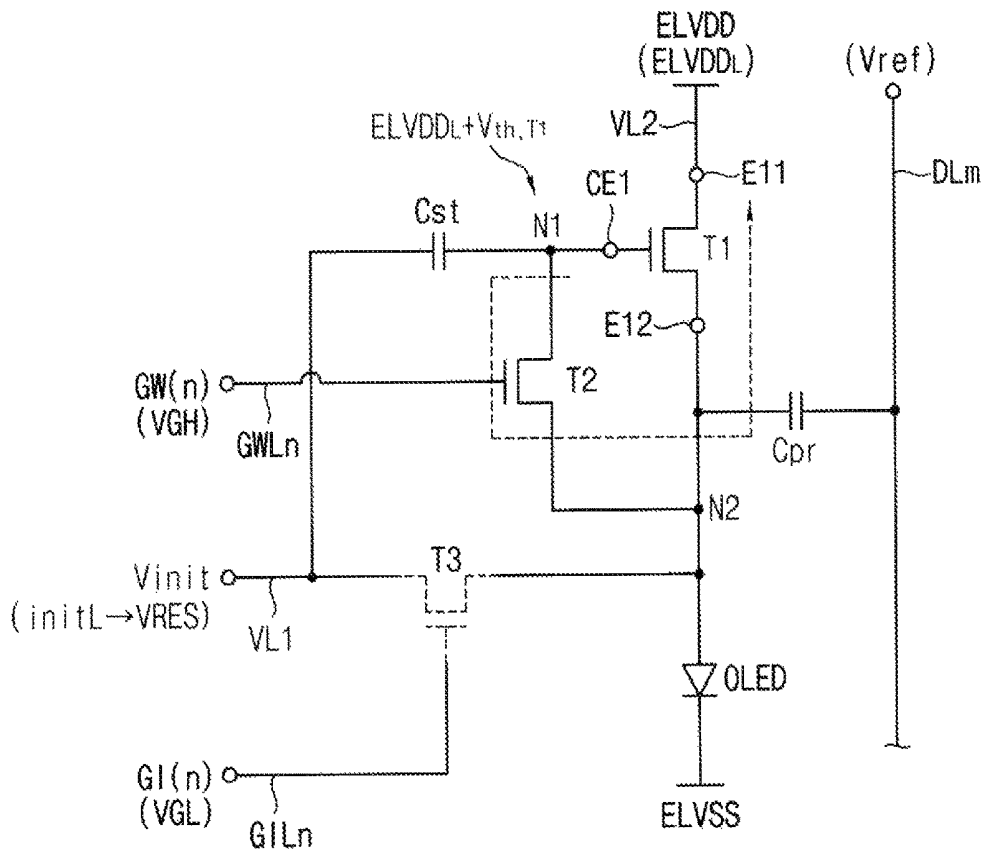 ELVDD
(ELVDDL)
(Vref)
ELVDDL+Vth,T1
VL2
CE1
E11
DLm
Cst
N1
T1
E12
GW(n)
(VGH)
GWLn
T2
Cpr
N2
Vinit
(initL→VRES)
VL1
T3
OLED
GI(n)
(VGL)
GILn
ELVSS